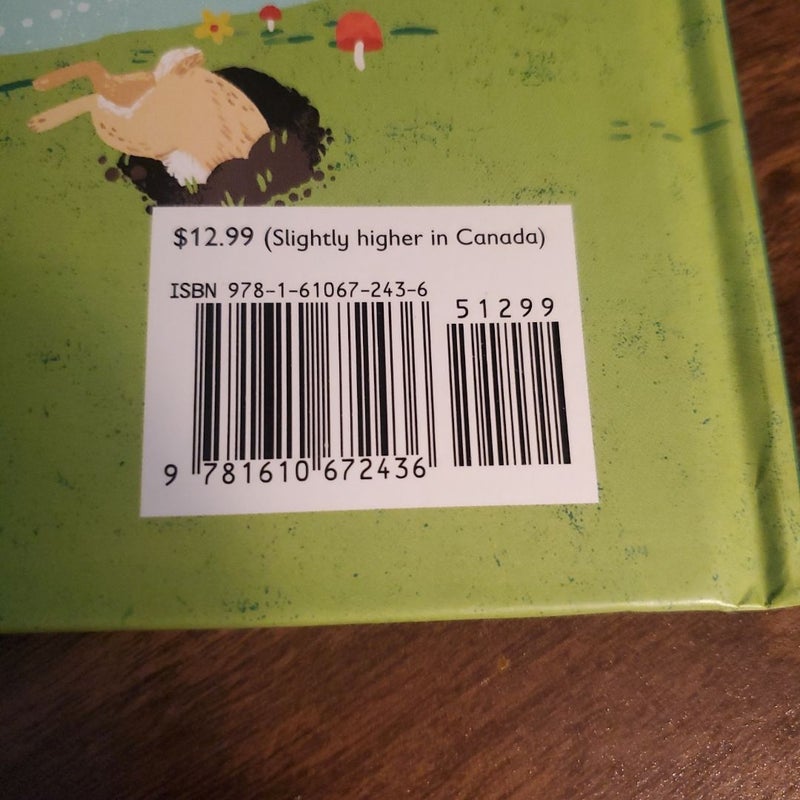 $12.99 (Slightly higher in Canada)
ISBN 978-1-61067-243-6
51299
9 781610 672436